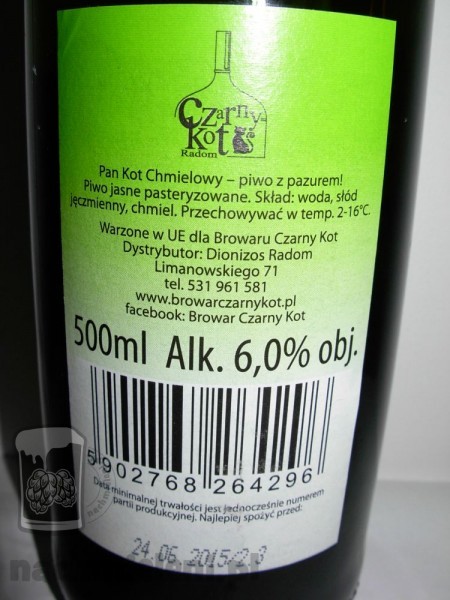 Czarny
Kot
Radom
Pan Kot Chmielowy – piwo z pazurem!
Piwo jasne pasteryzowane. Skład: woda, słód
jęczmienny, chmiel. Przechowywać w temp. 2-16°C.
Warzone w UE dla Browaru Czarny Kot
Dystrybutor: Dionizos Radom
Limanowskiego 71
tel. 531 961 581
www.browarczarnykot.pl
facebook: Browar Czarny Kot
500ml Alk. 6,0% obj.
5 902768 264296
Data minimalnej trwałości jest jednocześnie numerem
partii produkcyjnej. Najlepiej spożyć przed:
24.06.2015/2.3